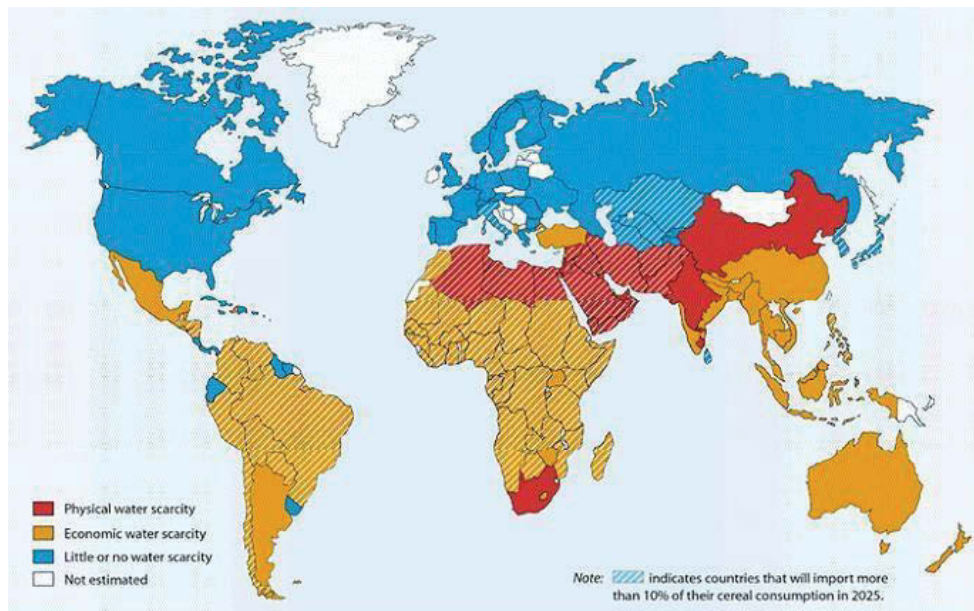 Physical water scarcity
Economic water scarcity
Little or no water scarcity
Not estimated
Note: indicates countries that will import more
than 10% of their cereal consumption in 2025.